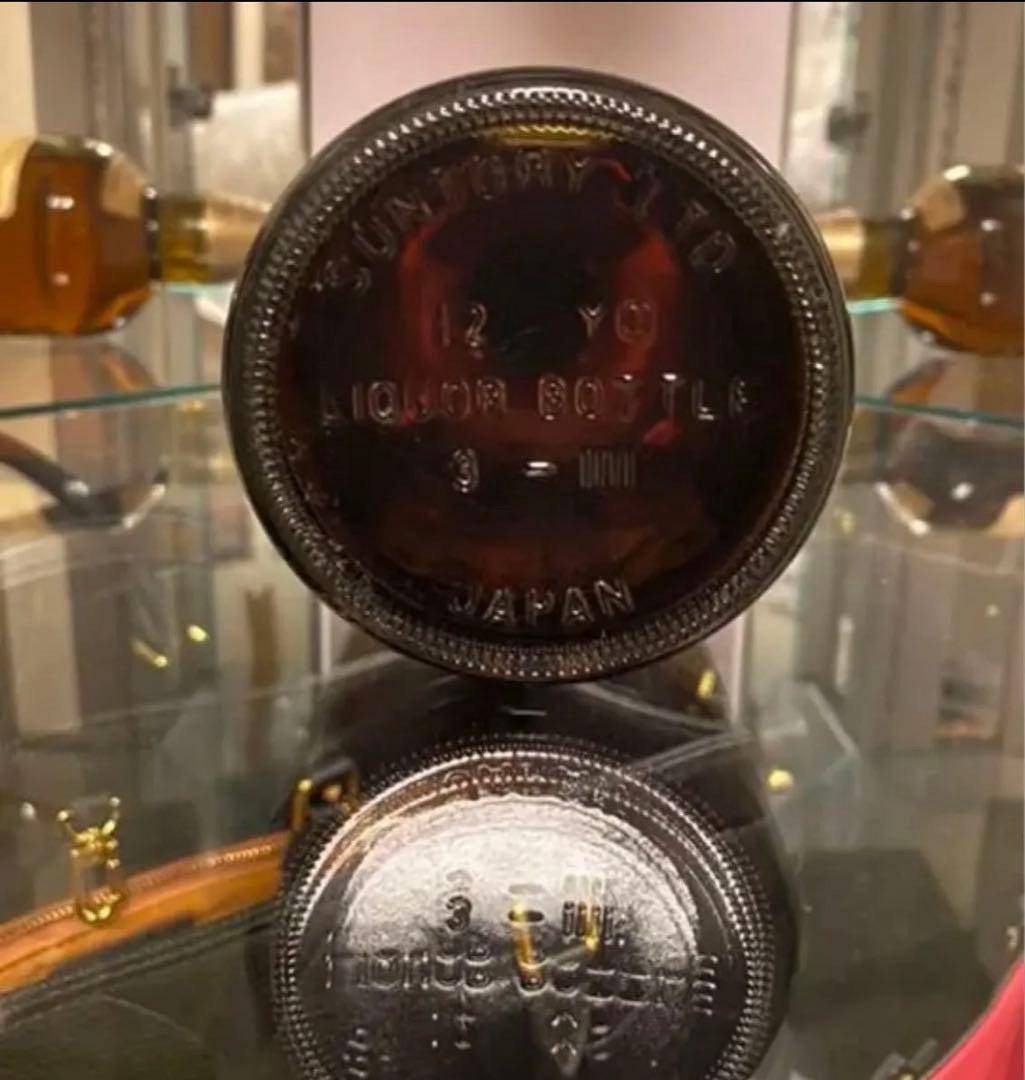 SUNTORY LTD
12 YO
LIQUOR BOTTLE
3 - IIIII
JAPAN